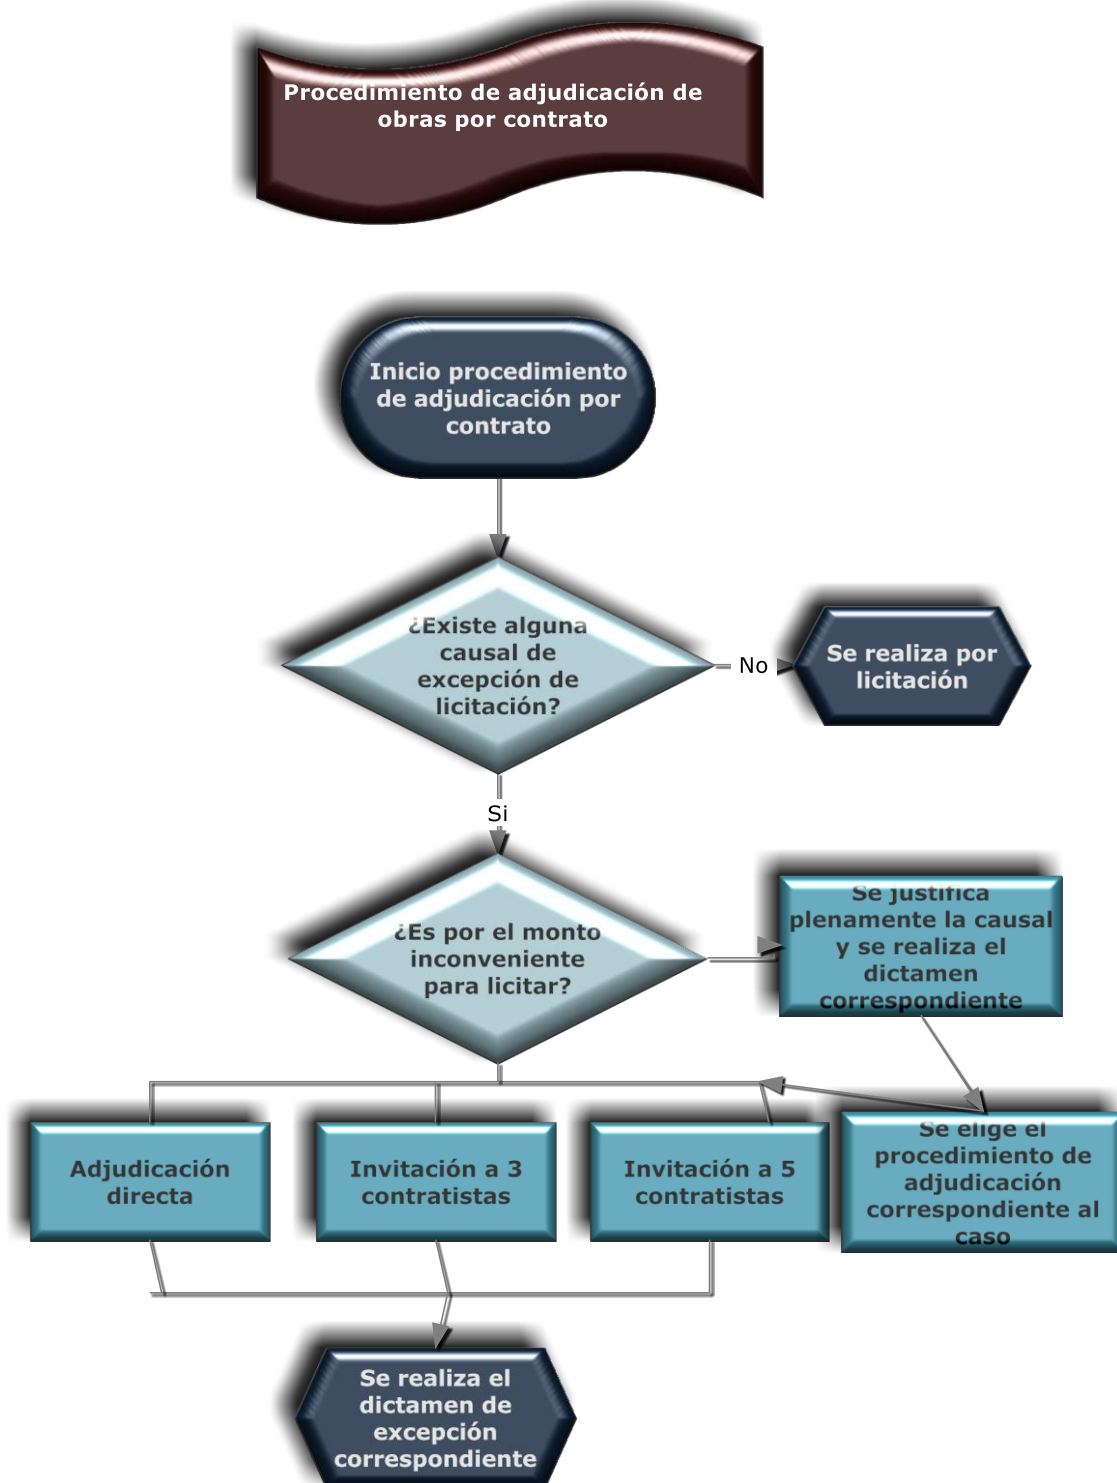 Procedimiento de adjudicación de
obras por contrato
Inicio procedimiento
de adjudicación por
contrato
¿Existe alguna
causal de
excepción de
licitación?
No
Se realiza por
licitación
Si
¿Es por el monto
inconveniente
para licitar?
Se justifica
plenamente la causal
y se realiza el
dictamen
correspondiente
Adjudicación
directa
Invitación a 3
contratistas
Invitación a 5
contratistas
Se elige el
procedimiento de
adjudicación
correspondiente al
caso
Se realiza el
dictamen de
excepción
correspondiente